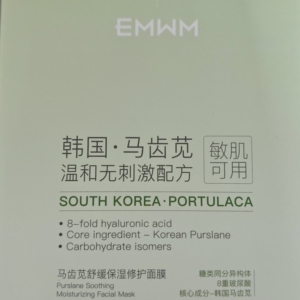 EMWM
韩国·马齿苋
温和无刺激配方
敏肌
可用
SOUTH KOREA·PORTULACA
• 8-fold hyaluronic acid
• Core ingredient – Korean Purslane
• Carbohydrate isomers
马齿苋舒缓保湿修护面膜
Purslane Soothing
Moisturizing Facial Mask
糖类同分异构体
8重玻尿酸
核心成分-韩国马齿苋